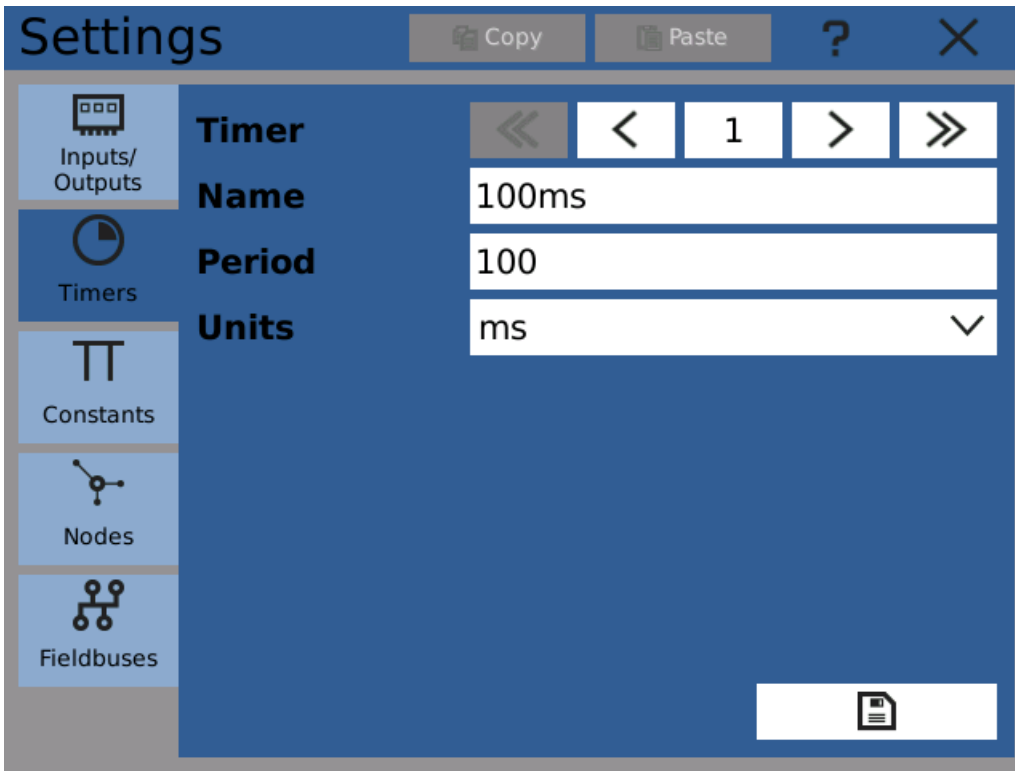 Settings
Copy
Paste
?
Inputs/
Outputs
Timers
Constants
Nodes
Fieldbuses
Timer
1
Name
100ms
Period
100
Units
ms